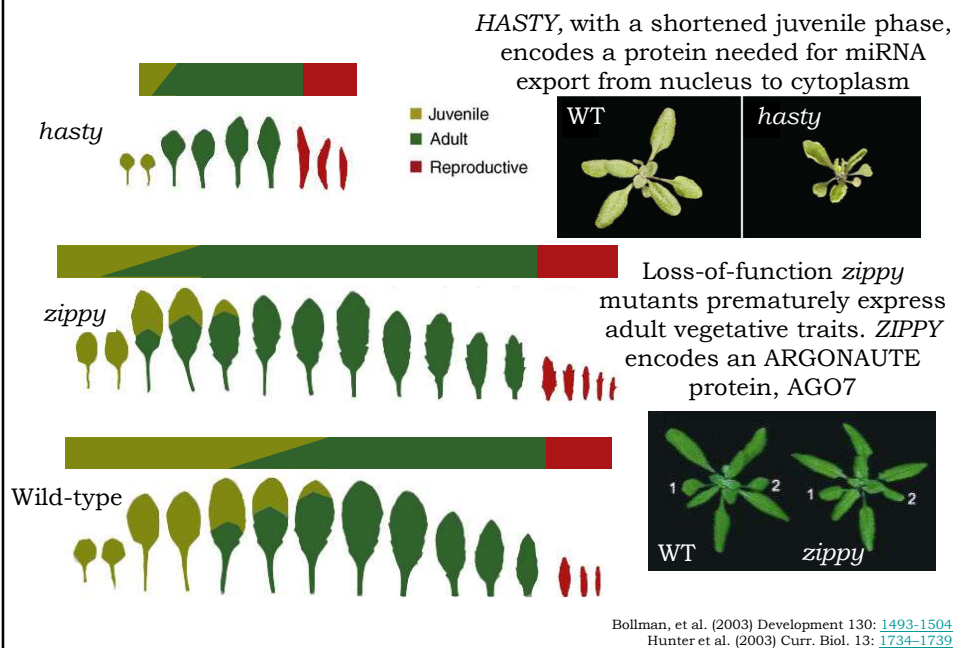 HASTY, with a shortened juvenile phase,
encodes a protein needed for miRNA
export from nucleus to cytoplasm
hasty
Juvenile
Adult
Reproductive
WT
hasty
zippy
Loss-of-function zippy
mutants prematurely express
adult vegetative traits. ZIPPY
encodes an ARGONAUTE
protein, AGO7
Wild-type
1
2
WT
1
2
zippy
Bollman, et al. (2003) Development 130: 1493-1504
Hunter et al. (2003) Curr. Biol. 13: 1734–1739